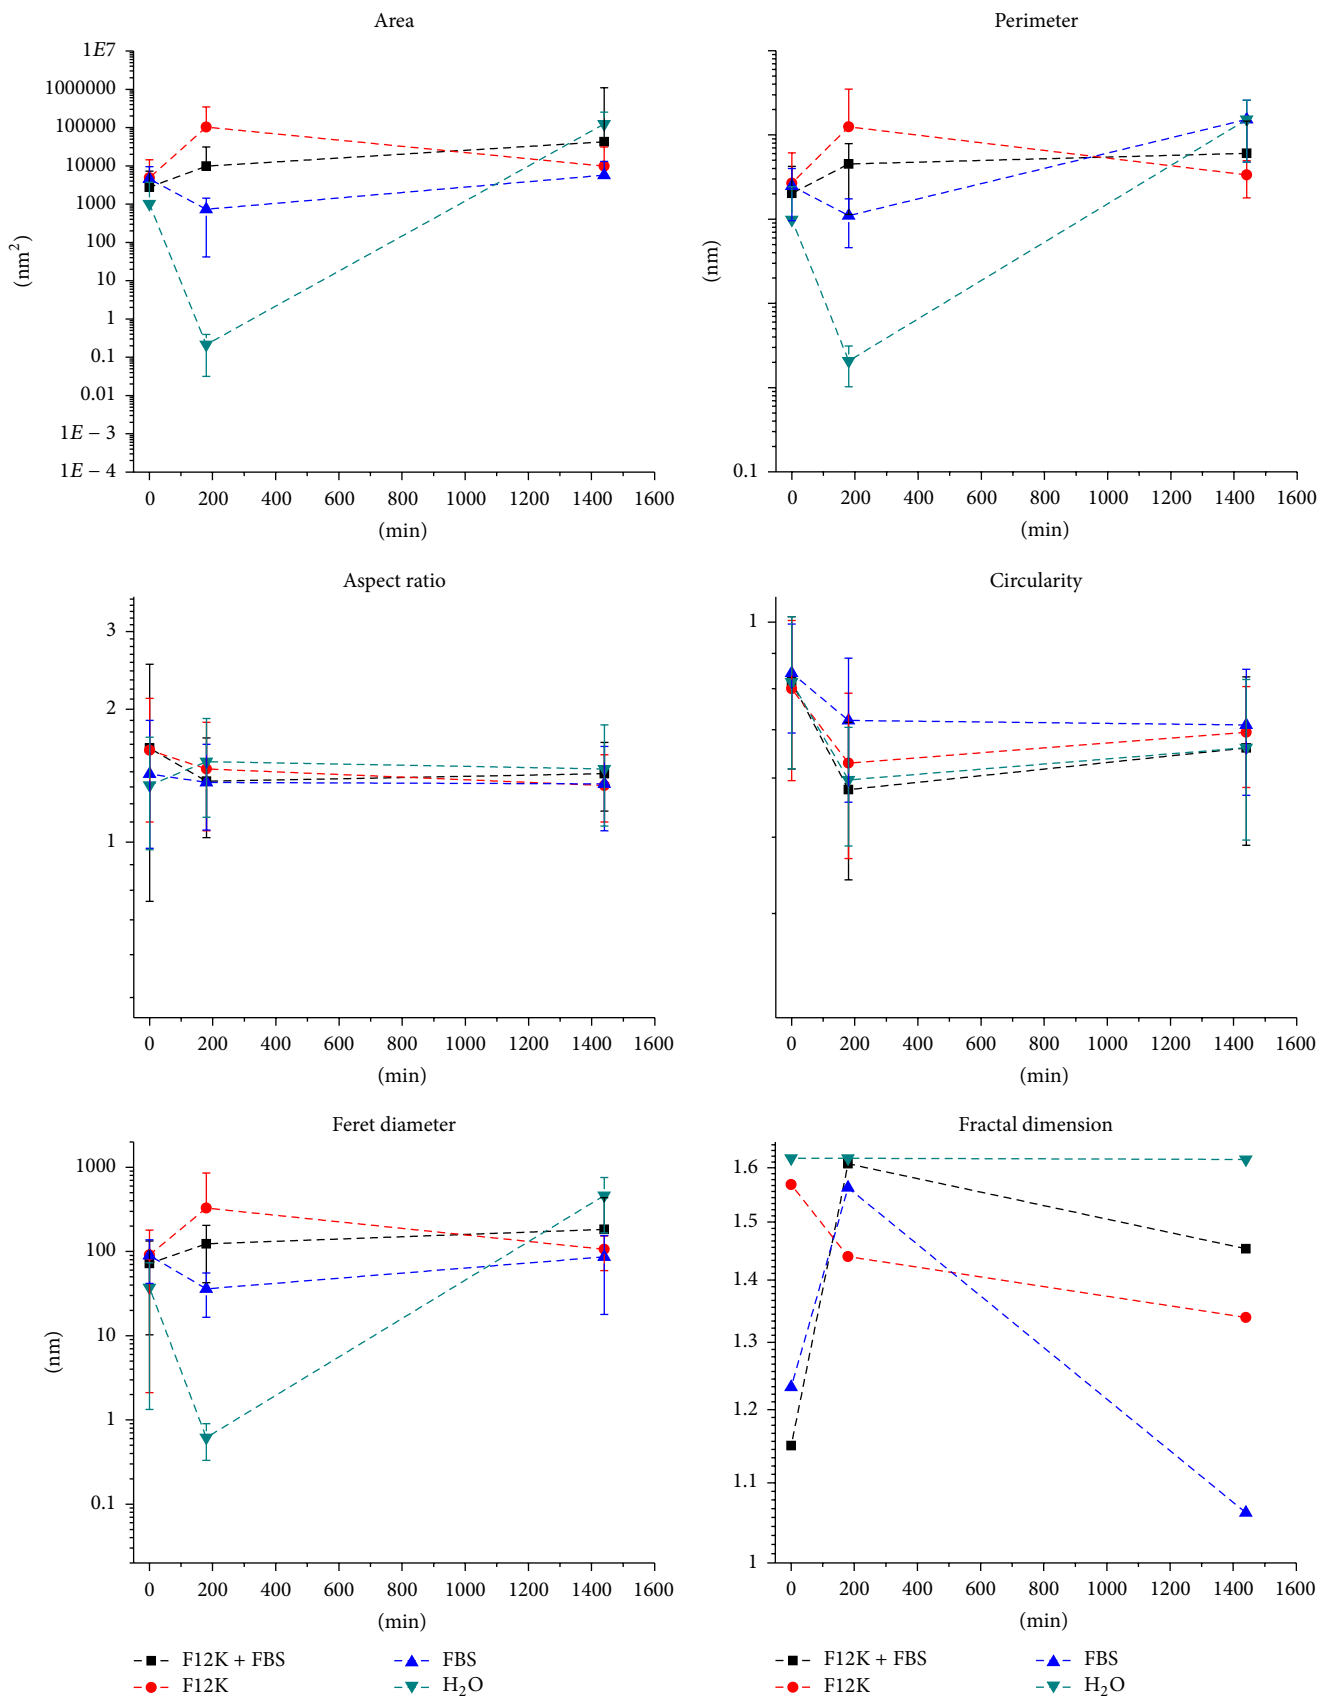 Area
1E7
1000000
100000
10000
1000
100
10
1
0.1
0.01
1E − 3
1E − 4
(nm²)
0 200 400 600 800 1000 1200 1400 1600
(min)
Perimeter
(nm)
0.1
0 200 400 600 800 1000 1200 1400 1600
(min)
Aspect ratio
3
2
1
0 200 400 600 800 1000 1200 1400 1600
(min)
Circularity
1
0 200 400 600 800 1000 1200 1400 1600
(min)
Feret diameter
1000
100
10
1
0.1
(nm)
0 200 400 600 800 1000 1200 1400 1600
(min)
Fractal dimension
1.6
1.5
1.4
1.3
1.2
1.1
1
0 200 400 600 800 1000 1200 1400 1600
(min)
F12K + FBS
F12K
FBS
H₂O
F12K + FBS
F12K
FBS
H₂O